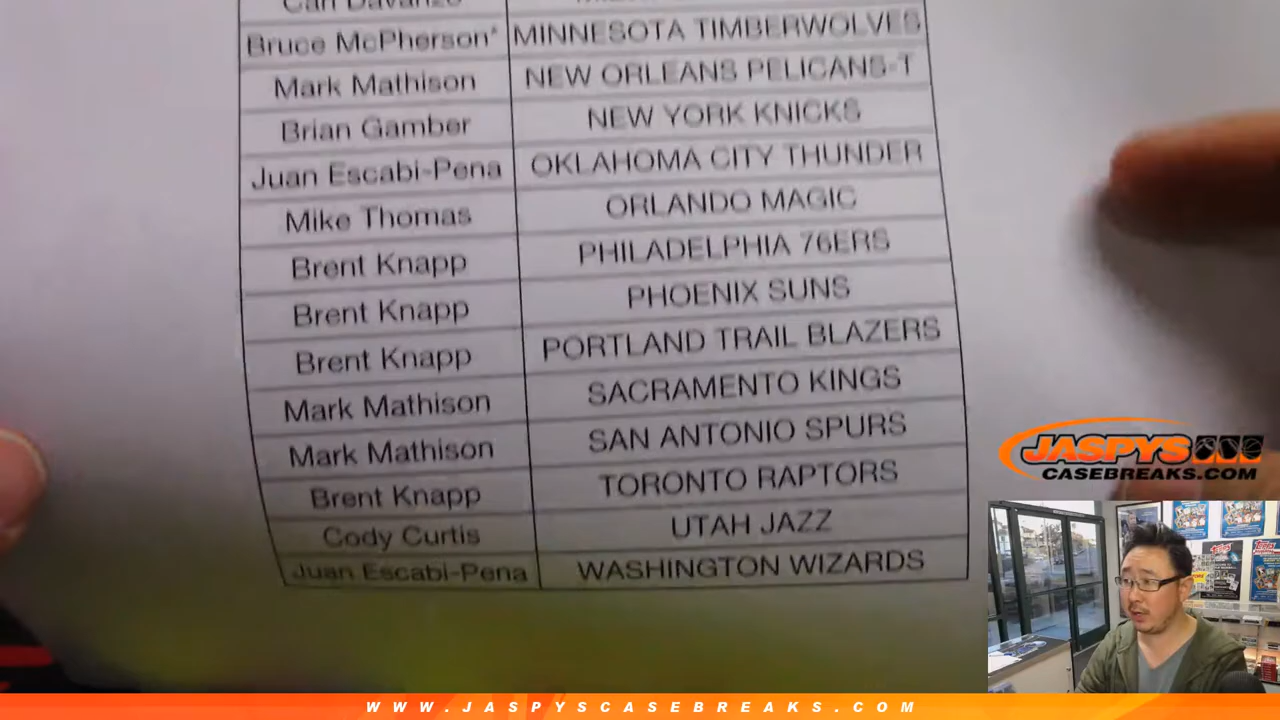 Bruce McPherson* MINNESOTA TIMBERWOLVES
Mark Mathison NEW ORLEANS PELICANS-T
Brian Gamber NEW YORK KNICKS
Juan Escabi-Pena OKLAHOMA CITY THUNDER
Mike Thomas ORLANDO MAGIC
Brent Knapp PHILADELPHIA 76ERS
Brent Knapp PHOENIX SUNS
Brent Knapp PORTLAND TRAIL BLAZERS
Mark Mathison SACRAMENTO KINGS
Mark Mathison SAN ANTONIO SPURS
Brent Knapp TORONTO RAPTORS
Cody Curtis UTAH JAZZ
Juan Escabi-Pena WASHINGTON WIZARDS
JASPYS
CASEBREAKS.COM
WWW.JASPYSCASEBREAKS.COM